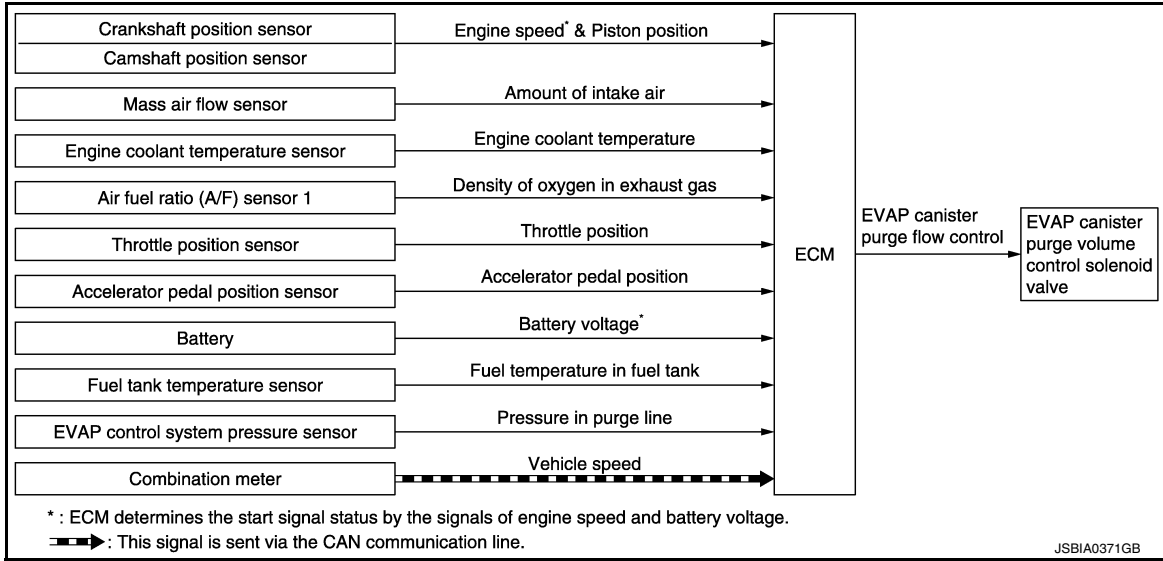 Crankshaft position sensor
Camshaft position sensor
Engine speed* & Piston position
Mass air flow sensor
Amount of intake air
Engine coolant temperature sensor
Engine coolant temperature
Air fuel ratio (A/F) sensor 1
Density of oxygen in exhaust gas
Throttle position sensor
Throttle position
Accelerator pedal position sensor
Accelerator pedal position
Battery
Battery voltage*
Fuel tank temperature sensor
Fuel temperature in fuel tank
EVAP control system pressure sensor
Pressure in purge line
Combination meter
Vehicle speed
ECM
EVAP canister
purge flow control
EVAP canister
purge volume
control solenoid
valve
* : ECM determines the start signal status by the signals of engine speed and battery voltage.
: This signal is sent via the CAN communication line.
JSBIA0371GB